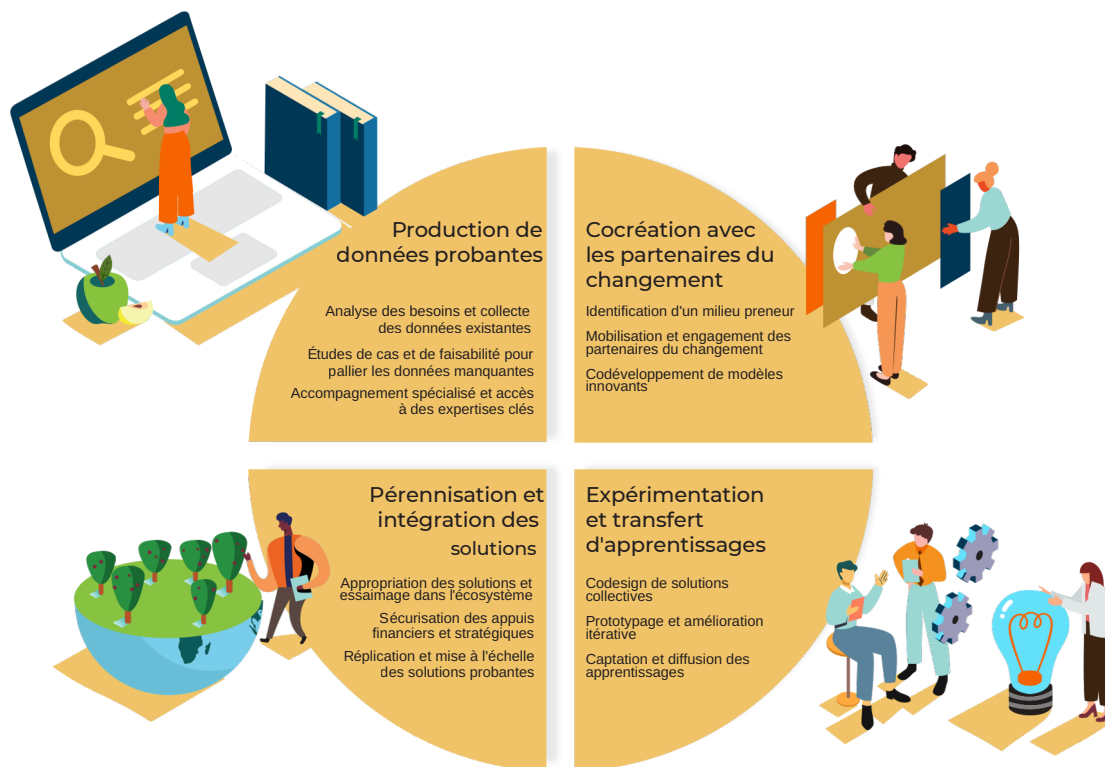 Production de
données probantes
Analyse des besoins et collecte
des données existantes
Études de cas et de faisabilité pour
pallier les données manquantes
Accompagnement spécialisé et accès
à des expertises clés
Cocréation avec
les partenaires du
changement
Identification d'un milieu preneur
Mobilisation et engagement des
partenaires du changement
Codéveloppement de modèles
innovants
Pérennisation et
intégration des
solutions
Appropriation des solutions et
essaimage dans l'écosystème
Sécurisation des appuis
financiers et stratégiques
Réplication et mise à l'échelle
des solutions probantes
Expérimentation
et transfert
d'apprentissages
Codesign de solutions
collectives
Prototypage et amélioration
itérative
Captation et diffusion des
apprentissages